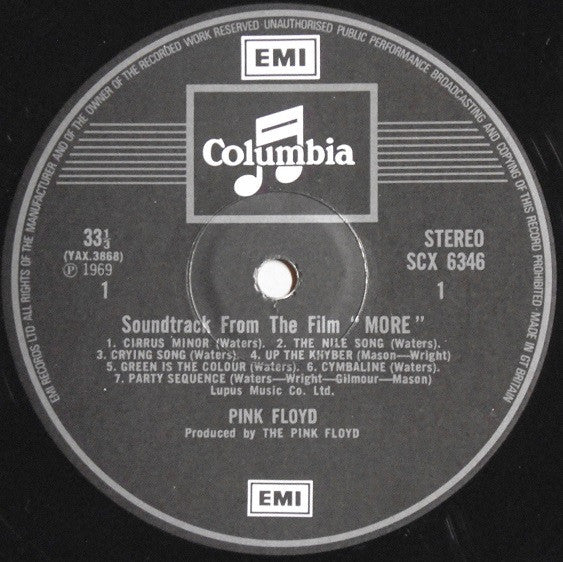 EMI RECORDS LTD ALL RIGHTS OF THE MANUFACTURER AND OF THE OWNER OF THE RECORDED WORK RESERVED UNAUTHORISED PUBLIC PERFORMANCE BROADCASTING AND COPYING OF THIS RECORD PROHIBITED MADE IN GT BRITAIN
EMI
Columbia
33⅓
(YAX.3868)
Ⓟ 1969
1
STEREO
SCX 6346
1
Soundtrack From The Film "MORE"
1. CIRRUS MINOR (Waters). 2. THE NILE SONG (Waters).
3. CRYING SONG (Waters). 4. UP THE KHYBER (Mason—Wright)
5. GREEN IS THE COLOUR (Waters). 6. CYMBALINE (Waters).
7. PARTY SEQUENCE (Waters—Wright—Gilmour—Mason)
Lupus Music Co. Ltd.
PINK FLOYD
Produced by THE PINK FLOYD
EMI